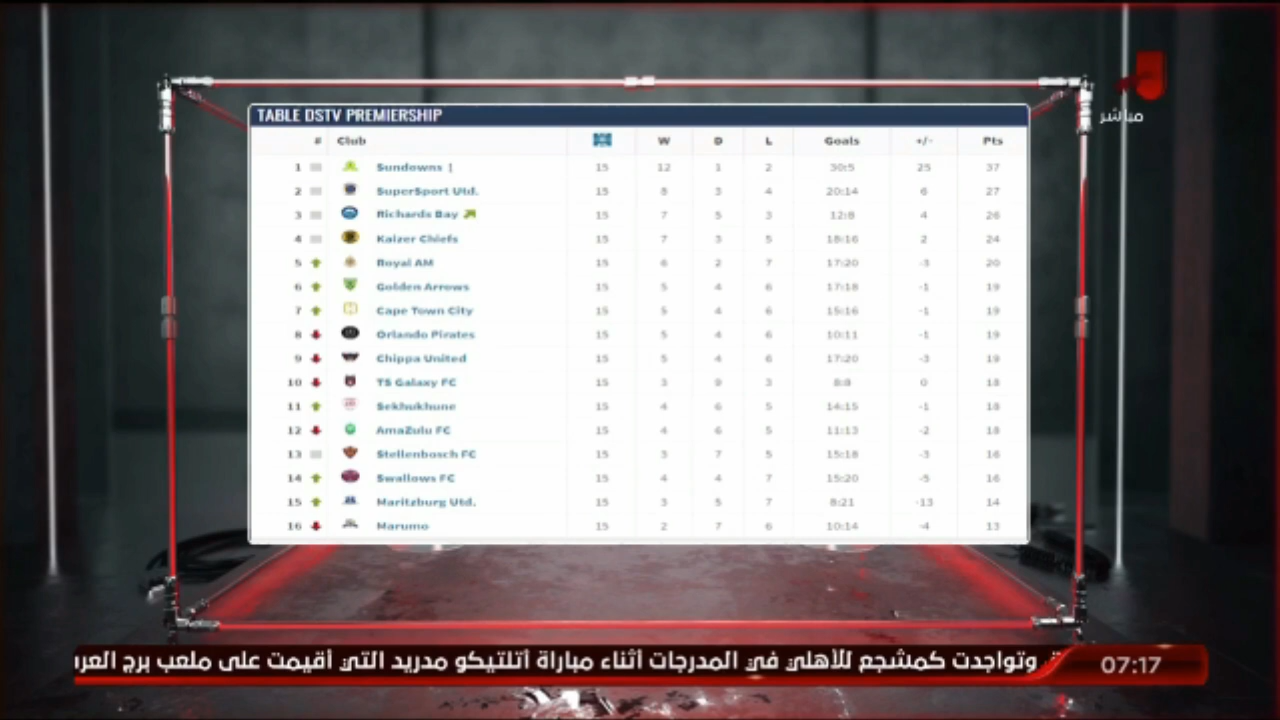 TABLE DSTV PREMIERSHIP
مباشر
# Club W D L Goals +/- Pts
1 Sundowns 15 12 1 2 30:5 25 37
2 SuperSport Utd. 15 8 3 4 20:14 6 27
3 Richards Bay 15 7 5 3 12:8 4 26
4 Kaizer Chiefs 15 7 3 5 18:16 2 24
5 Royal AM 15 6 2 7 17:20 -3 20
6 Golden Arrows 15 5 4 6 17:18 -1 19
7 Cape Town City 15 5 4 6 15:16 -1 19
8 Orlando Pirates 15 5 4 6 10:11 -1 19
9 Chippa United 15 5 4 6 17:20 -3 19
10 TS Galaxy FC 15 3 9 3 8:8 0 18
11 Sekhukhune 15 4 6 5 14:15 -1 18
12 AmaZulu FC 15 4 6 5 11:13 -2 18
13 Stellenbosch FC 15 3 7 5 15:18 -3 16
14 Swallows FC 15 4 4 7 15:20 -5 16
15 Maritzburg Utd. 15 3 5 7 8:21 -13 14
16 Marumo 15 2 7 6 10:14 -4 13
وتواجدت كمشجع للأهلي في المدرجات أثناء مباراة أتلتيكو مدريد التي أقيمت على ملعب برج العرب
07:17